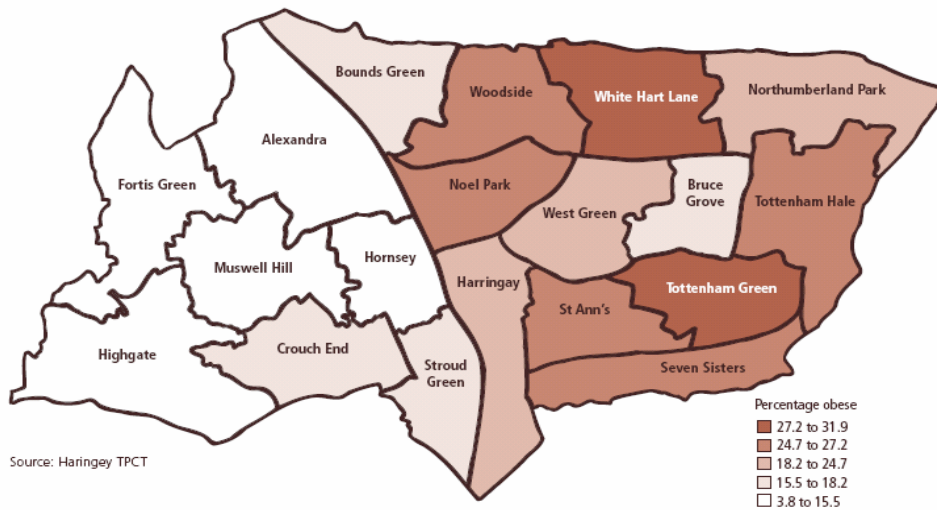 Bounds Green
Woodside
White Hart Lane
Northumberland Park
Alexandra
Fortis Green
Noel Park
Bruce
Grove
Tottenham Hale
West Green
Muswell Hill
Hornsey
Harringay
Tottenham Green
St Ann's
Highgate
Crouch End
Stroud
Green
Seven Sisters
Percentage obese
27.2 to 31.9
24.7 to 27.2
18.2 to 24.7
15.5 to 18.2
3.8 to 15.5
Source: Haringey TPCT